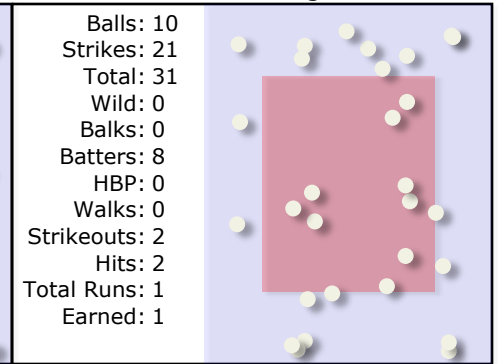 Balls: 10
Strikes: 21
Total: 31
Wild: 0
Balks: 0
Batters: 8
HBP: 0
Walks: 0
Strikeouts: 2
Hits: 2
Total Runs: 1
Earned: 1